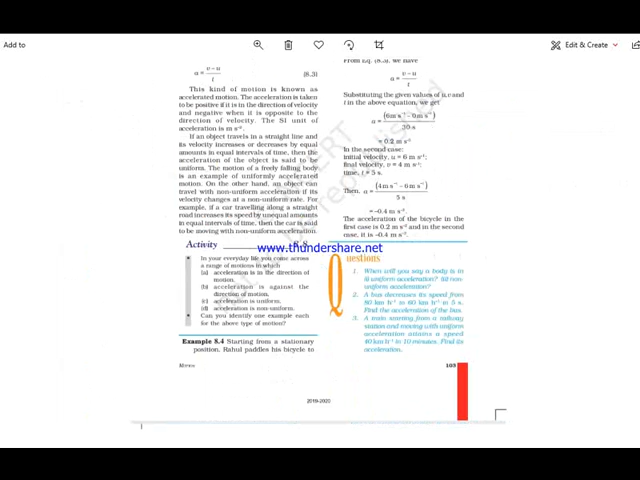 Add to
Edit & Create
a = v – u / t (8.3)
This kind of motion is known as
accelerated motion. The acceleration is taken
to be positive if it is in the direction of velocity
and negative when it is opposite to the
direction of velocity. The SI unit of
acceleration is m s⁻².
If an object travels in a straight line and
its velocity increases or decreases by equal
amounts in equal intervals of time, then the
acceleration of the object is said to be
uniform. The motion of a freely falling body
is an example of uniformly accelerated
motion. On the other hand, an object can
travel with non-uniform acceleration if its
velocity changes at a non-uniform rate. For
example, if a car travelling along a straight
road increases its speed by unequal amounts
in equal intervals of time, then the car is said
to be moving with non-uniform acceleration.
Activity 8.8
• In your everyday life you come across
a range of motions in which
(a) acceleration is in the direction of
motion,
(b) acceleration is against the
direction of motion,
(c) acceleration is uniform,
(d) acceleration is non-uniform.
• Can you identify one example each
for the above type of motion?
Example 8.4 Starting from a stationary
position, Rahul paddles his bicycle to
From Eq. (8.3), we have
a = v – u / t
Substituting the given values of u, v and
t in the above equation, we get
a = (6 m s⁻¹ – 0 m s⁻¹) / 30 s
= 0.2 m s⁻²
In the second case:
initial velocity, u = 6 m s⁻¹;
final velocity, v = 4 m s⁻¹;
time, t = 5 s.
Then, a = (4 m s⁻¹ – 6 m s⁻¹) / 5 s
= –0.4 m s⁻².
The acceleration of the bicycle in the
first case is 0.2 m s⁻² and in the second
case, it is –0.4 m s⁻².
www.thundershare.net
Questions
1. When will you say a body is in
(i) uniform acceleration? (ii) non-
uniform acceleration?
2. A bus decreases its speed from
80 km h⁻¹ to 60 km h⁻¹ in 5 s.
Find the acceleration of the bus.
3. A train starting from a railway
station and moving with uniform
acceleration attains a speed
40 km h⁻¹ in 10 minutes. Find its
acceleration.
MOTION
103
2019-2020